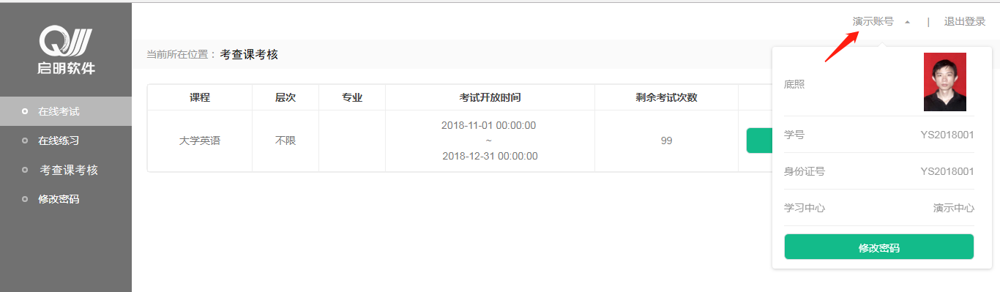 演示账号 | 退出登录
启明软件
在线考试
在线练习
考查课考核
修改密码
当前所在位置： 考查课考核
课程 层次 专业 考试开放时间 剩余考试次数
大学英语 不限 2018-11-01 00:00:00 ~ 2018-12-31 00:00:00 99
底照
学号 YS2018001
身份证号 YS2018001
学习中心 演示中心
修改密码